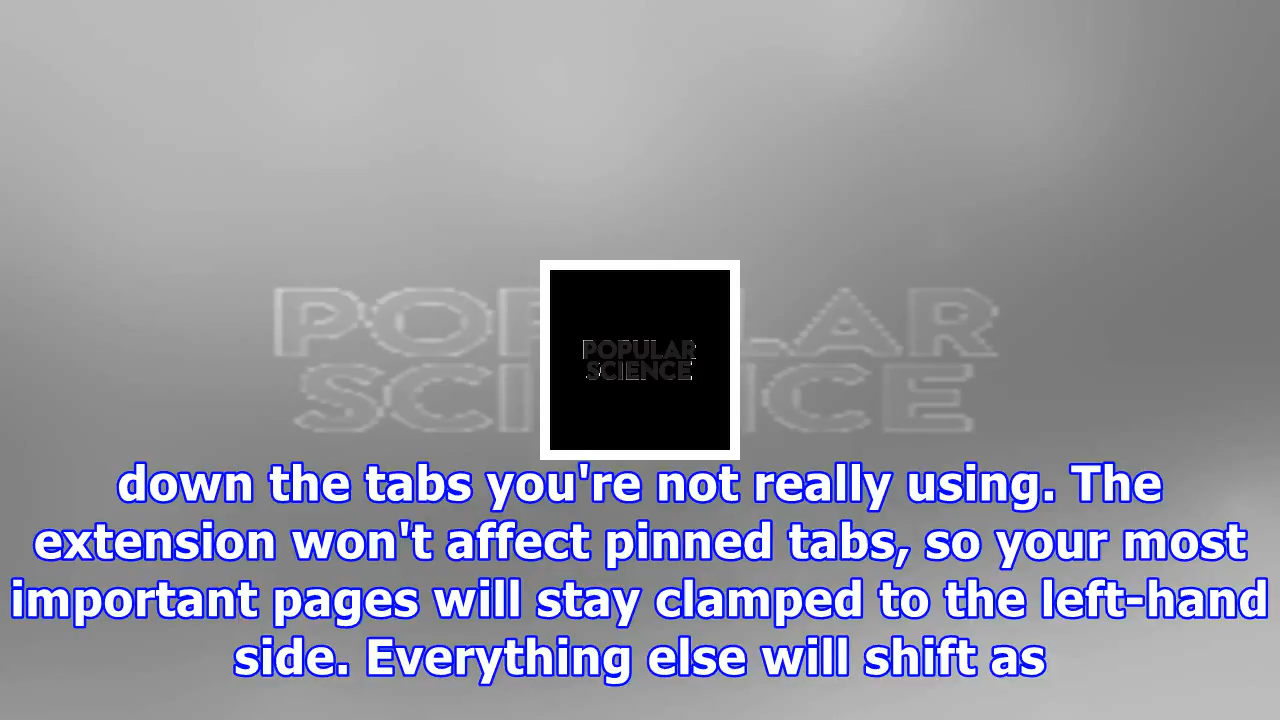 POPULAR
SCIENCE
POPULAR
SCIENCE
down the tabs you're not really using. The
extension won't affect pinned tabs, so your most
important pages will stay clamped to the left-hand
side. Everything else will shift as